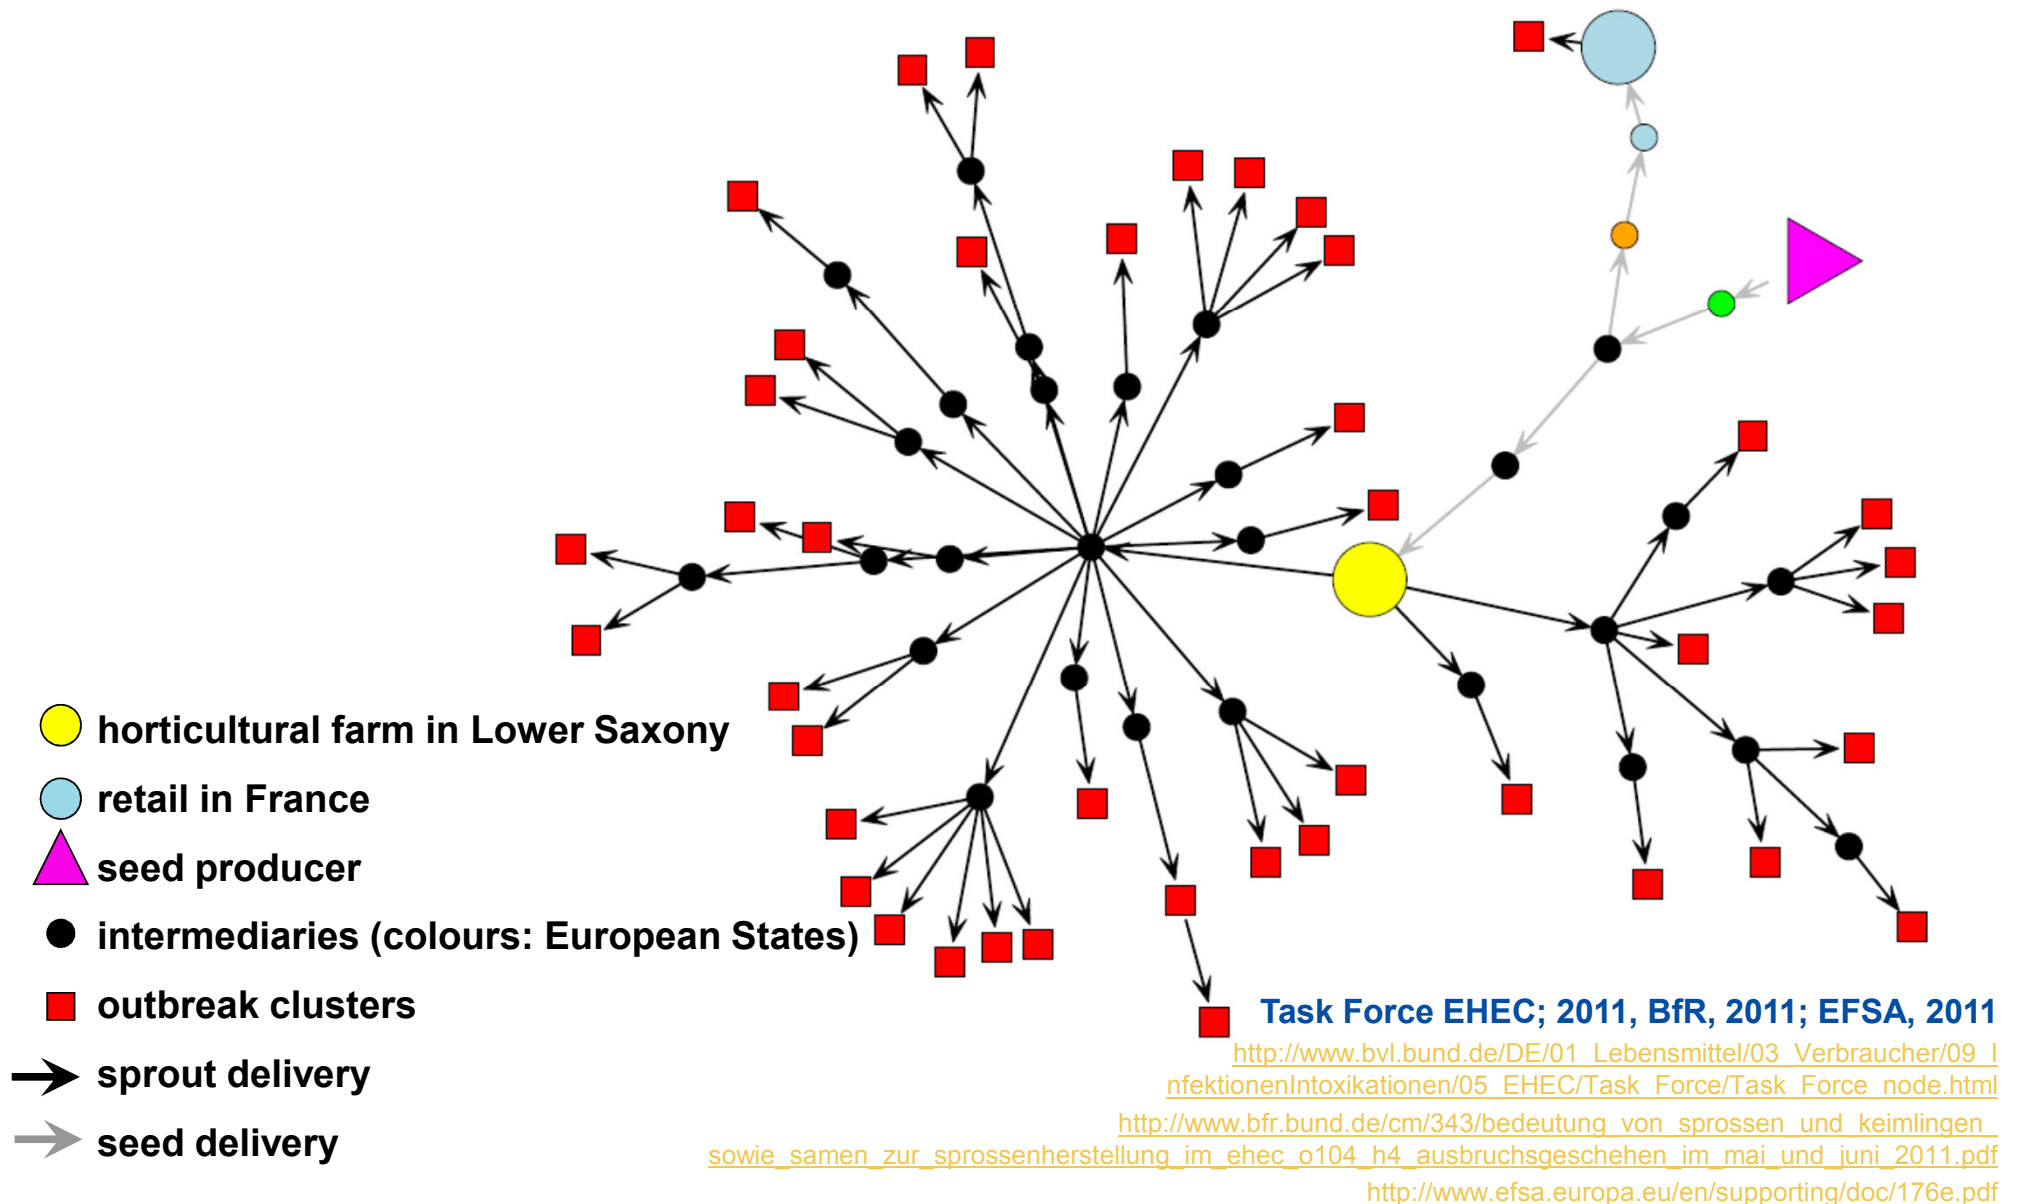 horticultural farm in Lower Saxony
retail in France
seed producer
intermediaries (colours: European States)
outbreak clusters
sprout delivery
seed delivery
Task Force EHEC; 2011, BfR, 2011; EFSA, 2011
http://www.bvl.bund.de/DE/01_Lebensmittel/03_Verbraucher/09_I
nfektionenIntoxikationen/05_EHEC/Task_Force/Task_Force_node.html
http://www.bfr.bund.de/cm/343/bedeutung_von_sprossen_und_keimlingen_
sowie_samen_zur_sprossenherstellung_im_ehec_o104_h4_ausbruchsgeschehen_im_mai_und_juni_2011.pdf
http://www.efsa.europa.eu/en/supporting/doc/176e.pdf